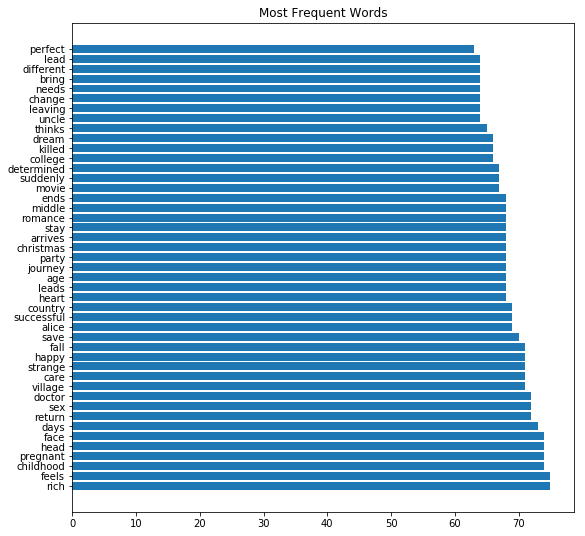 Most Frequent Words
perfect
lead
different
bring
needs
change
leaving
uncle
thinks
dream
killed
college
determined
suddenly
movie
ends
middle
romance
stay
arrives
christmas
party
journey
age
leads
heart
country
successful
alice
save
fall
happy
strange
care
village
doctor
sex
return
days
face
head
pregnant
childhood
feels
rich
0 10 20 30 40 50 60 70